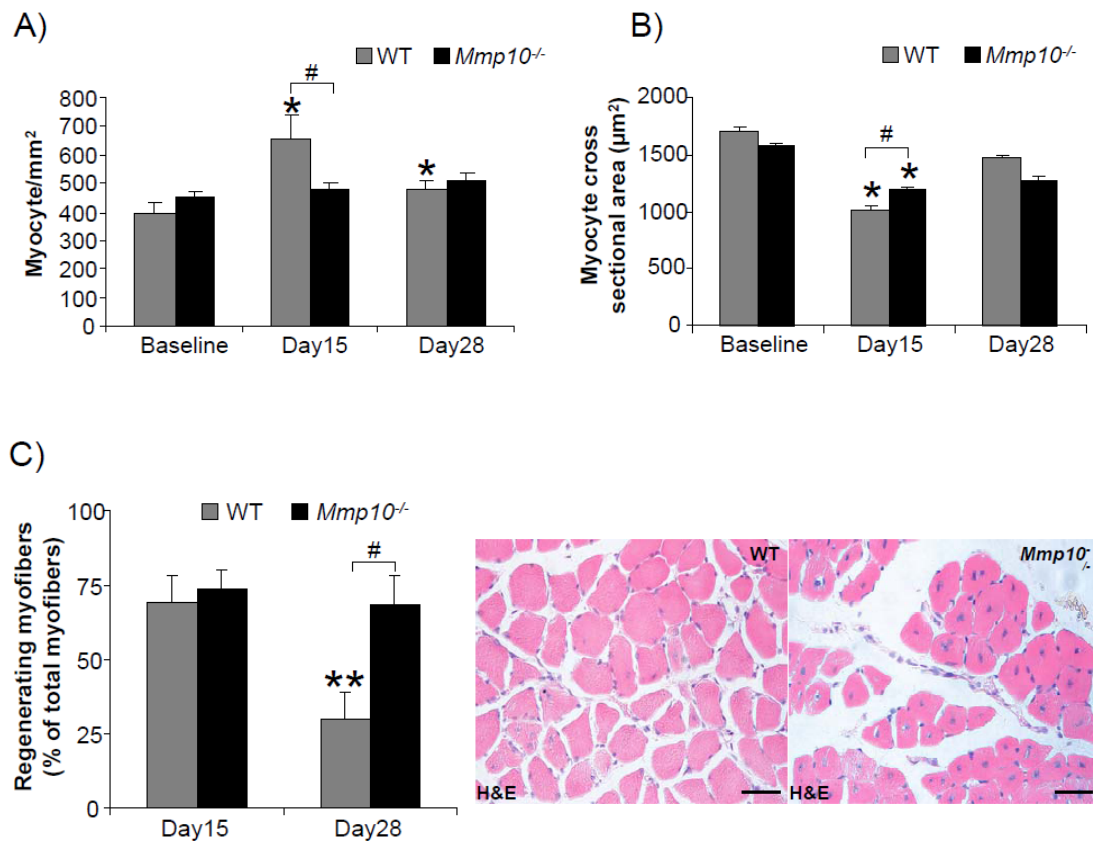 A)
WT Mmp10-/-
#
* *
Myocyte/mm²
800
700
600
500
400
300
200
100
0
Baseline Day15 Day28
B)
WT Mmp10-/-
#
* *
Myocyte cross
sectional area (µm²)
2000
1500
1000
500
0
Baseline Day15 Day28
C)
WT Mmp10-/-
#
**
Regenerating myofibers
(% of total myofibers)
100
75
50
25
0
Day15 Day28
WT
H&E
Mmp10-/-
H&E